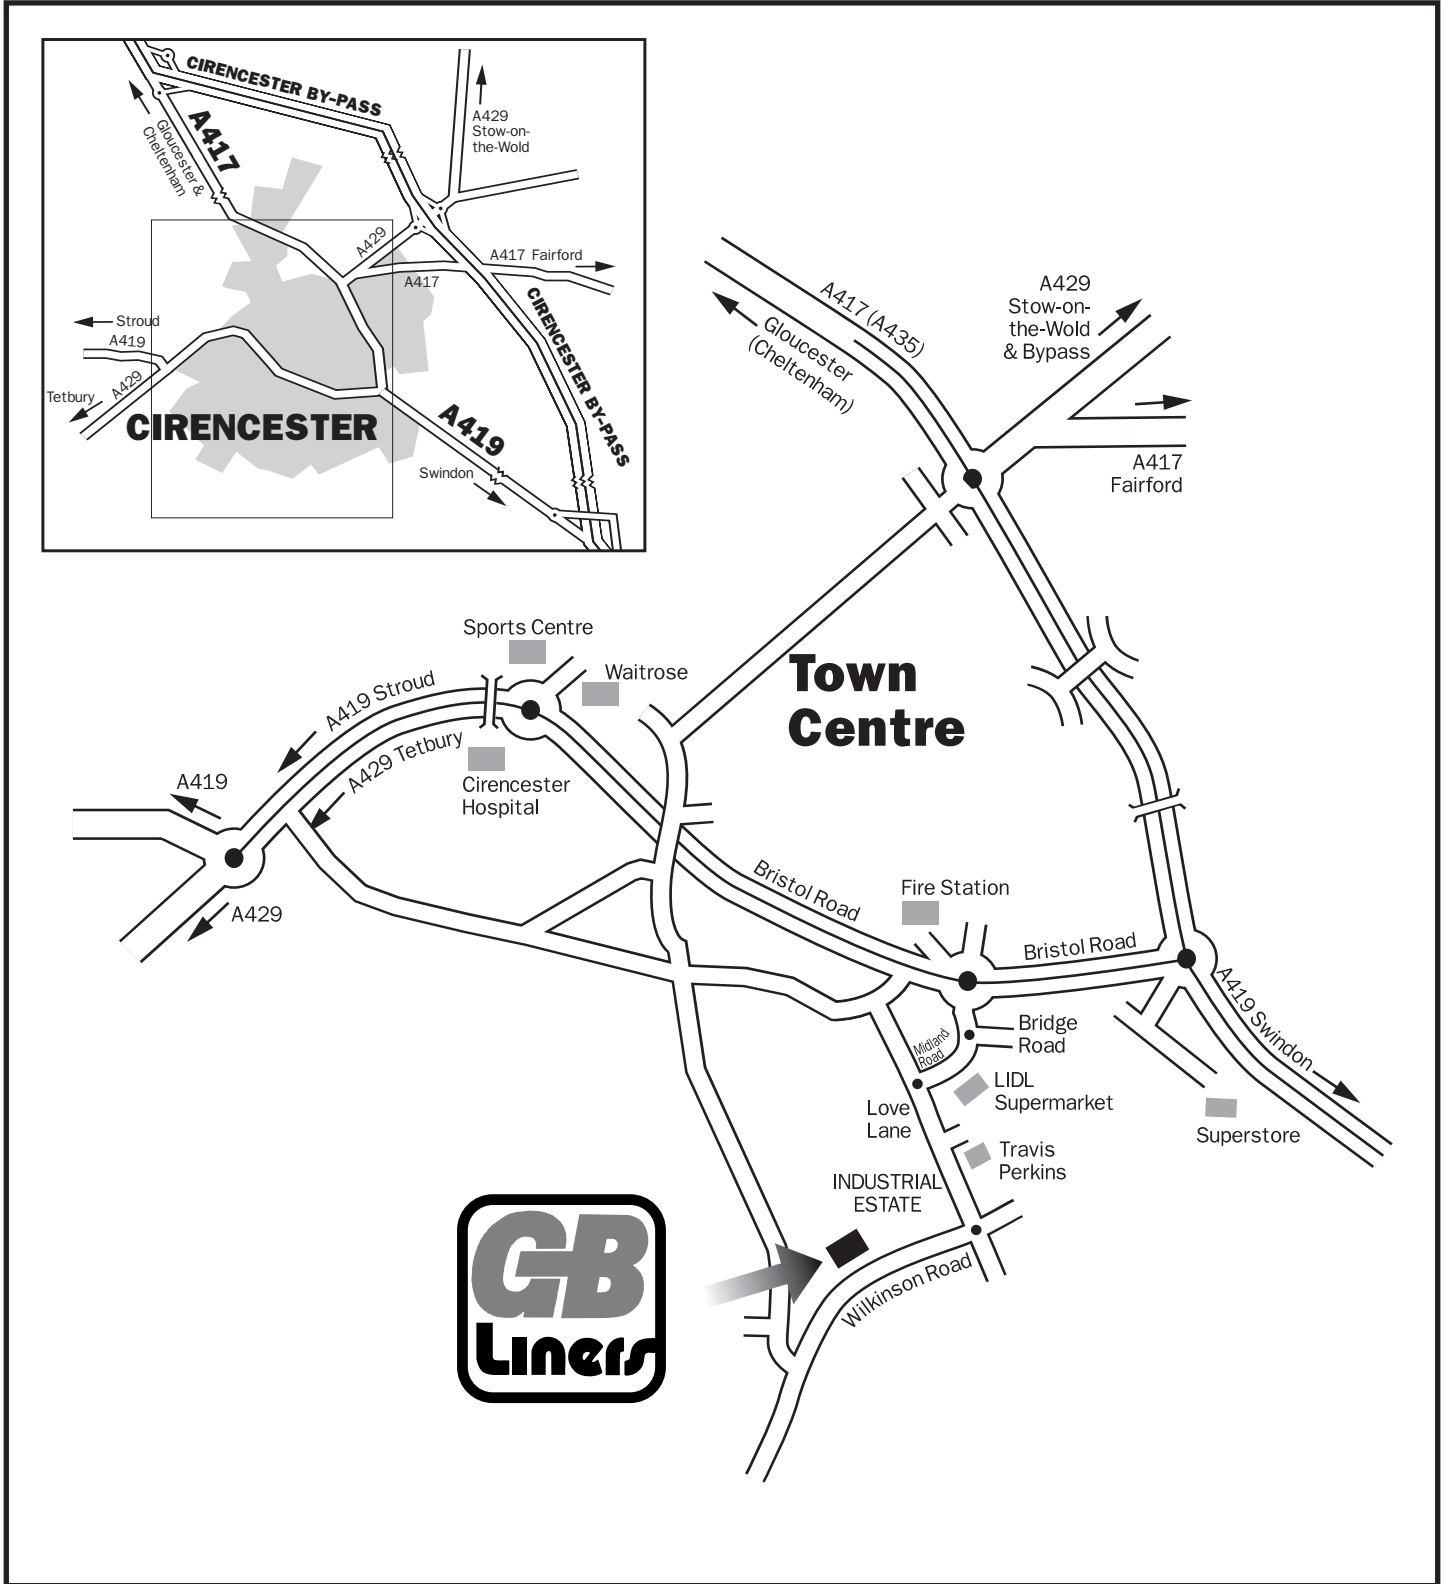 CIRENCESTER BY-PASS
A417
Gloucester &
Cheltenham
A429
Stow-on-
the-Wold
A429
A417 Fairford
A417
CIRENCESTER BY-PASS
Stroud
A419
A429
Tetbury
CIRENCESTER
A419
Swindon
A417 (A435)
Gloucester
(Cheltenham)
A429
Stow-on-
the-Wold
& Bypass
A417
Fairford
Sports Centre
Waitrose
Town
Centre
A419 Stroud
A429 Tetbury
Cirencester
Hospital
A419
A429
Bristol Road
Fire Station
Bristol Road
A419 Swindon
Midland
Road
Bridge
Road
LIDL
Supermarket
Love
Lane
Superstore
Travis
Perkins
INDUSTRIAL
ESTATE
Wilkinson Road
GB
Liners